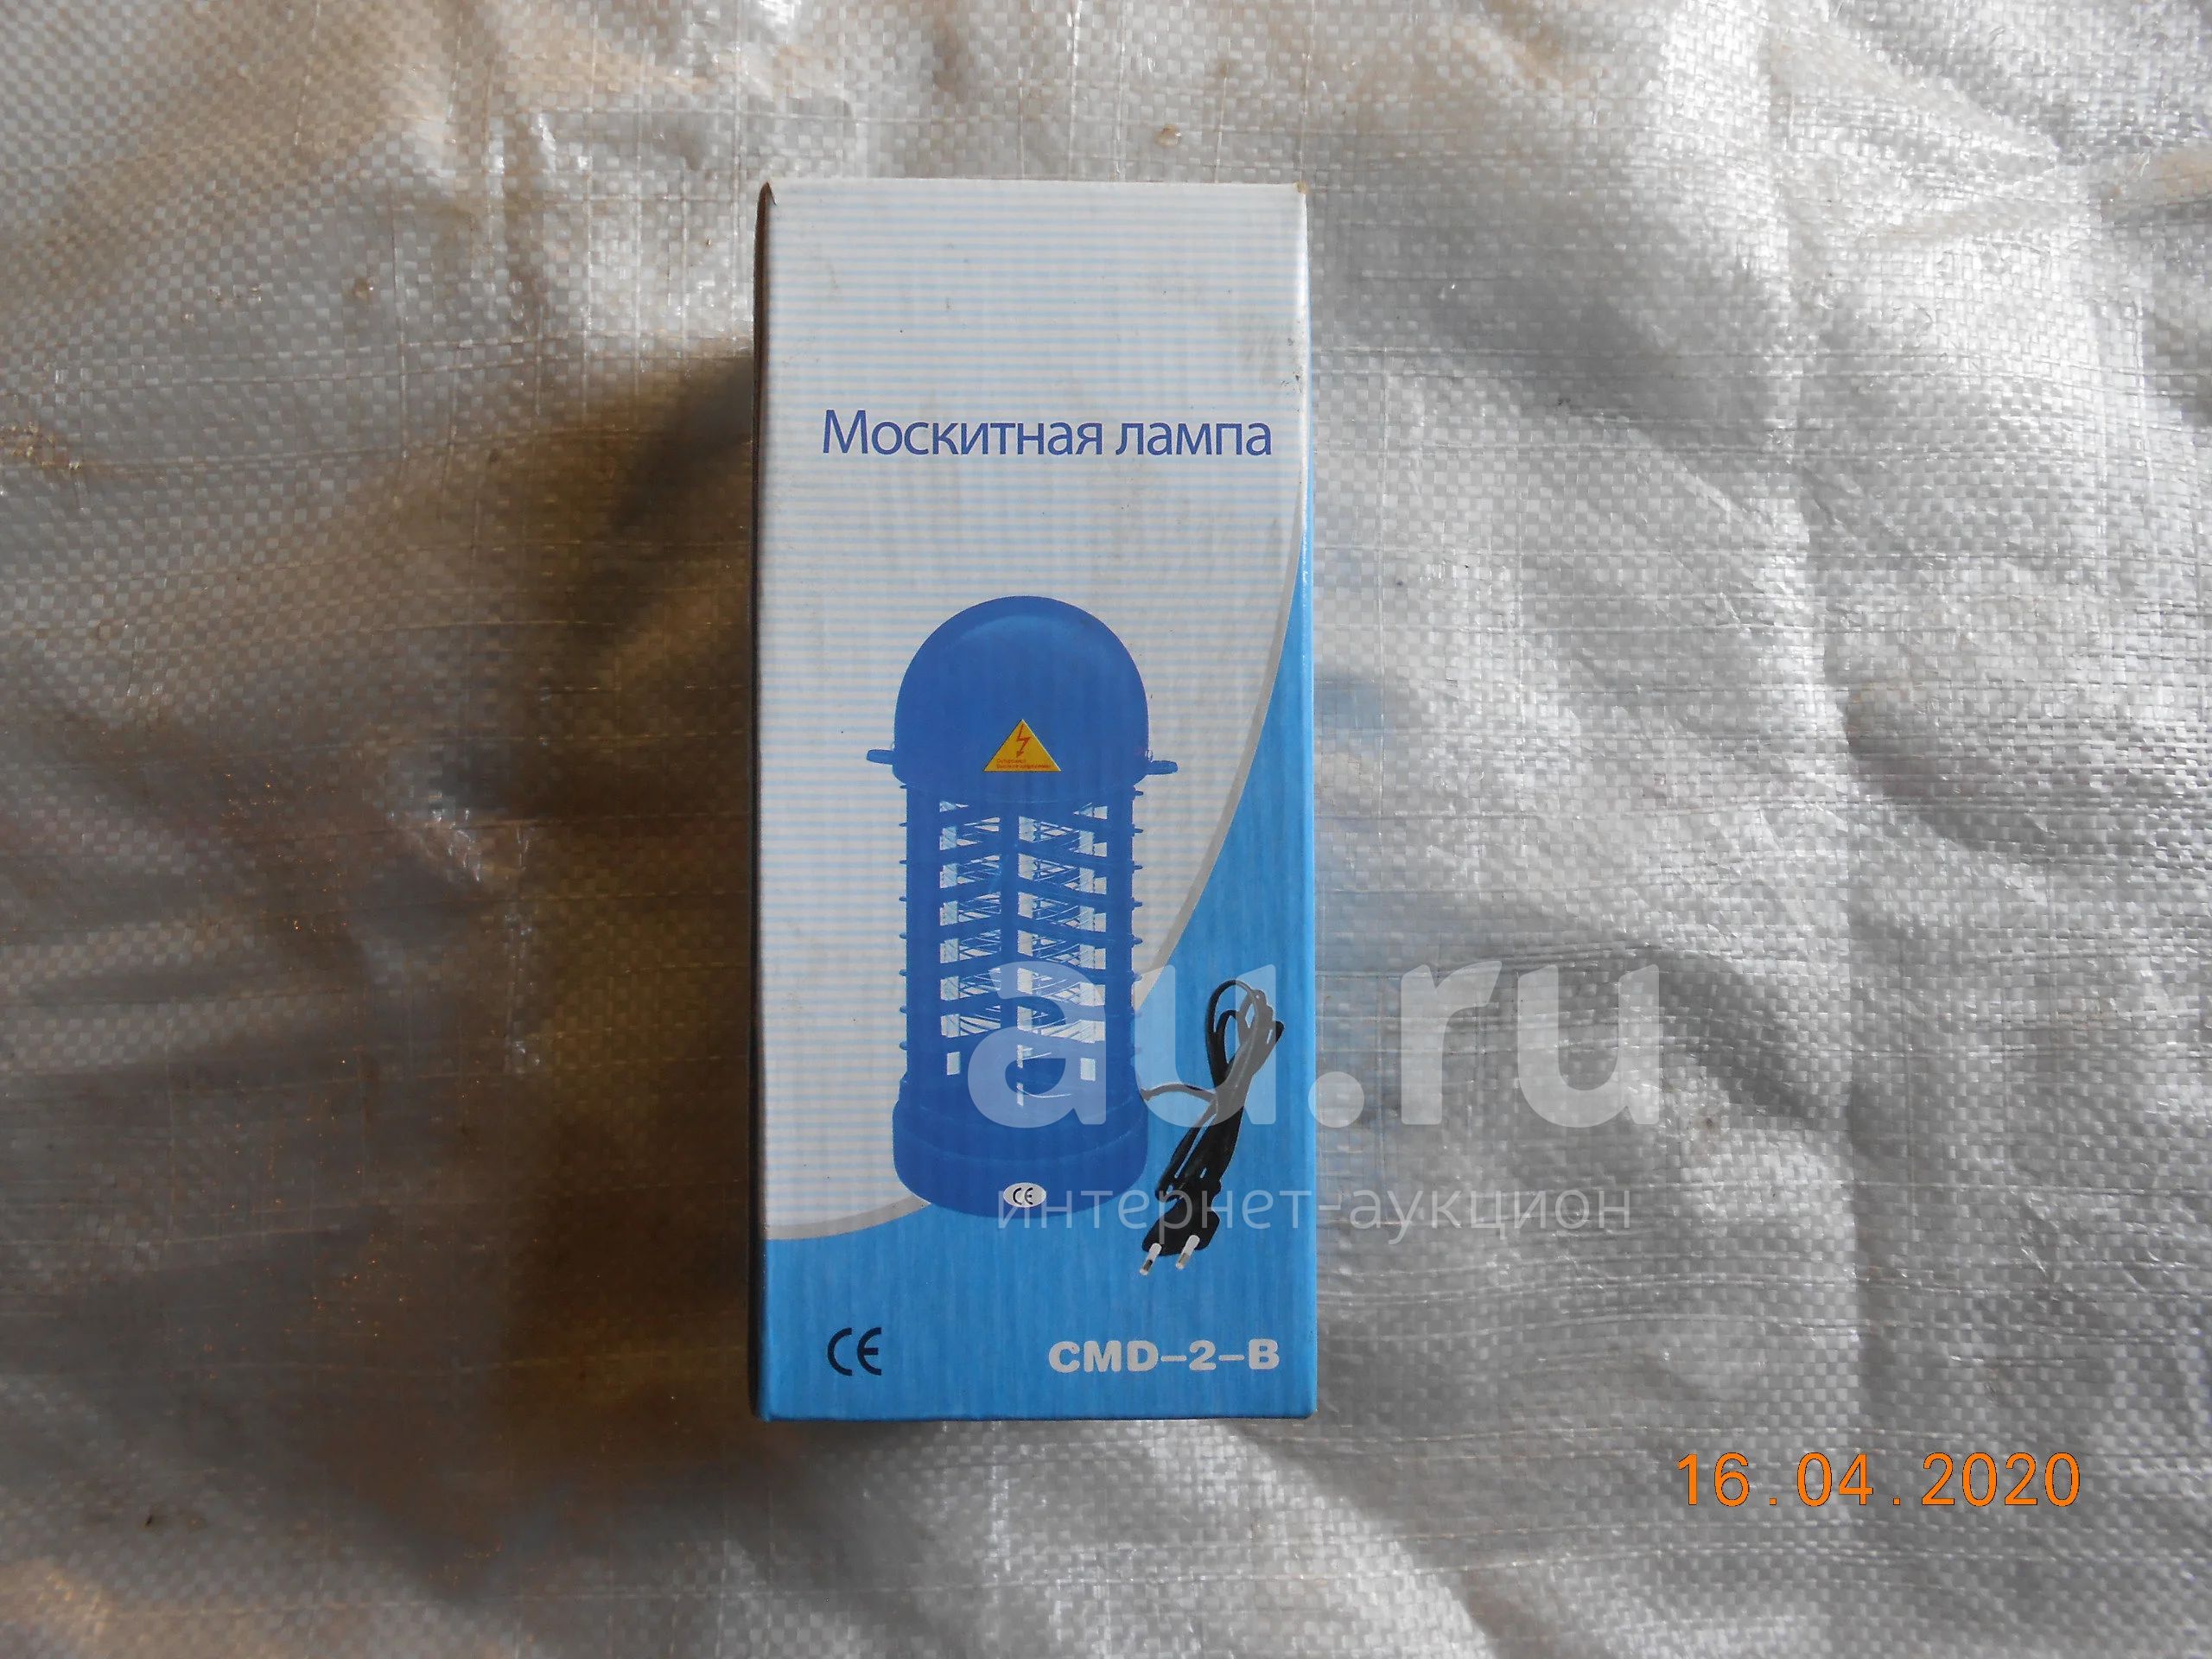 Москитная лампа
au.ru
интернет-аукцион
CE
CE
CMD-2-B
16.04.2020